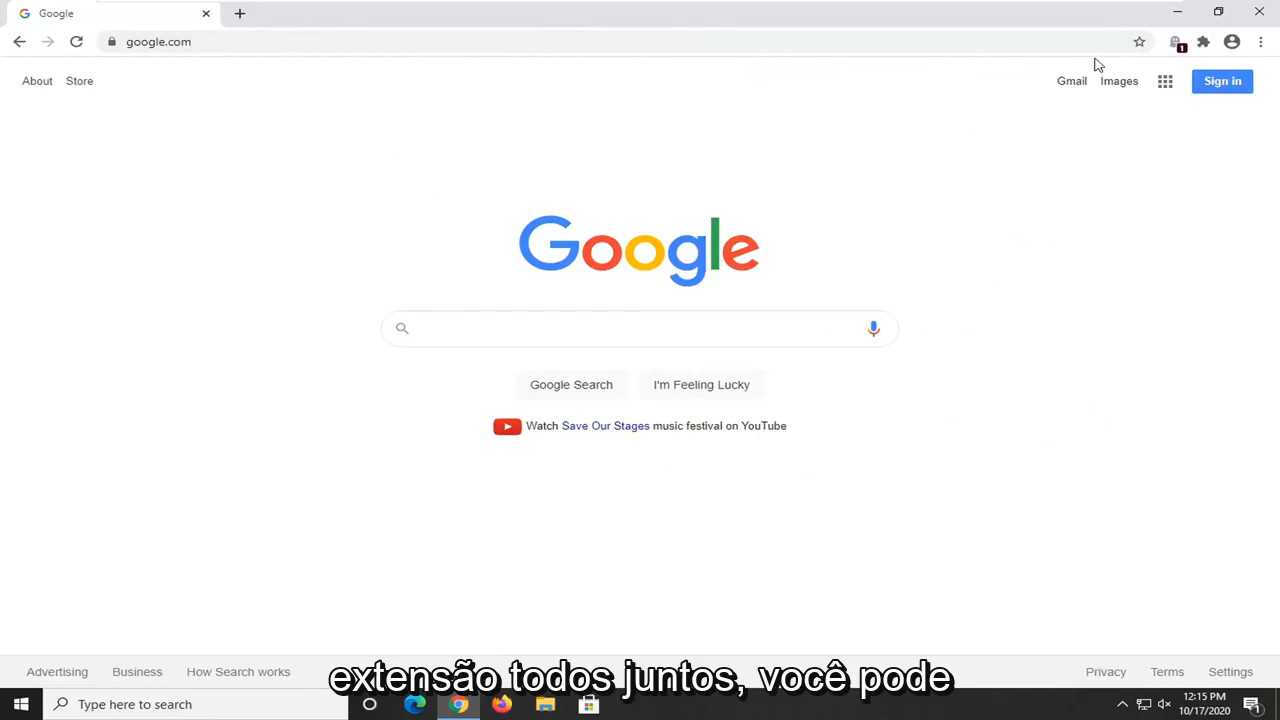 Google
google.com
1
About Store
Gmail Images Sign in
Google
Google Search I'm Feeling Lucky
Watch Save Our Stages music festival on YouTube
Advertising Business How Search works
Privacy Terms Settings
extensão todos juntos, você pode
Type here to search
12:15 PM
10/17/2020
1